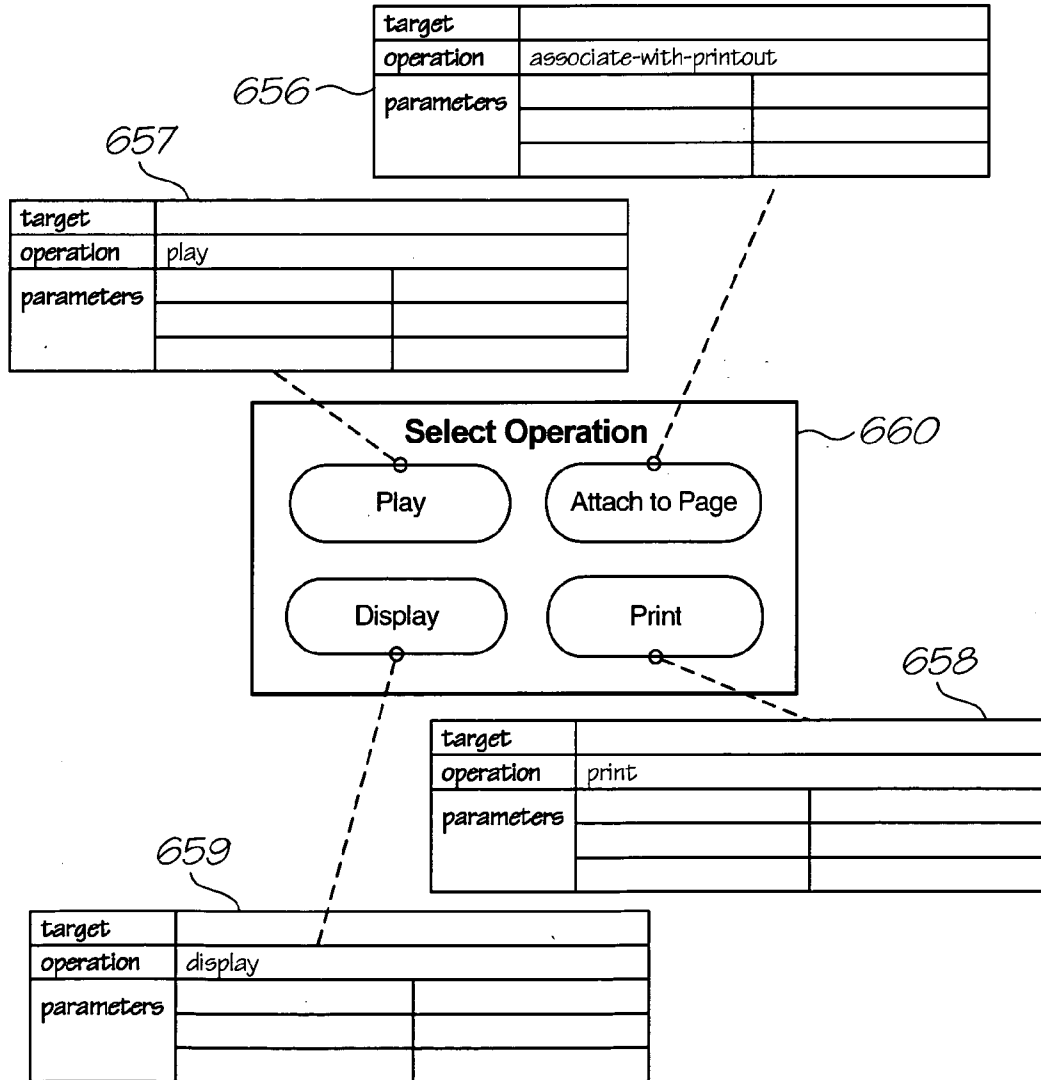 target
operation associate-with-printout
parameters
656
657
target
operation play
parameters
Select Operation
660
Play
Attach to Page
Display
Print
658
target
operation print
parameters
659
target
operation display
parameters